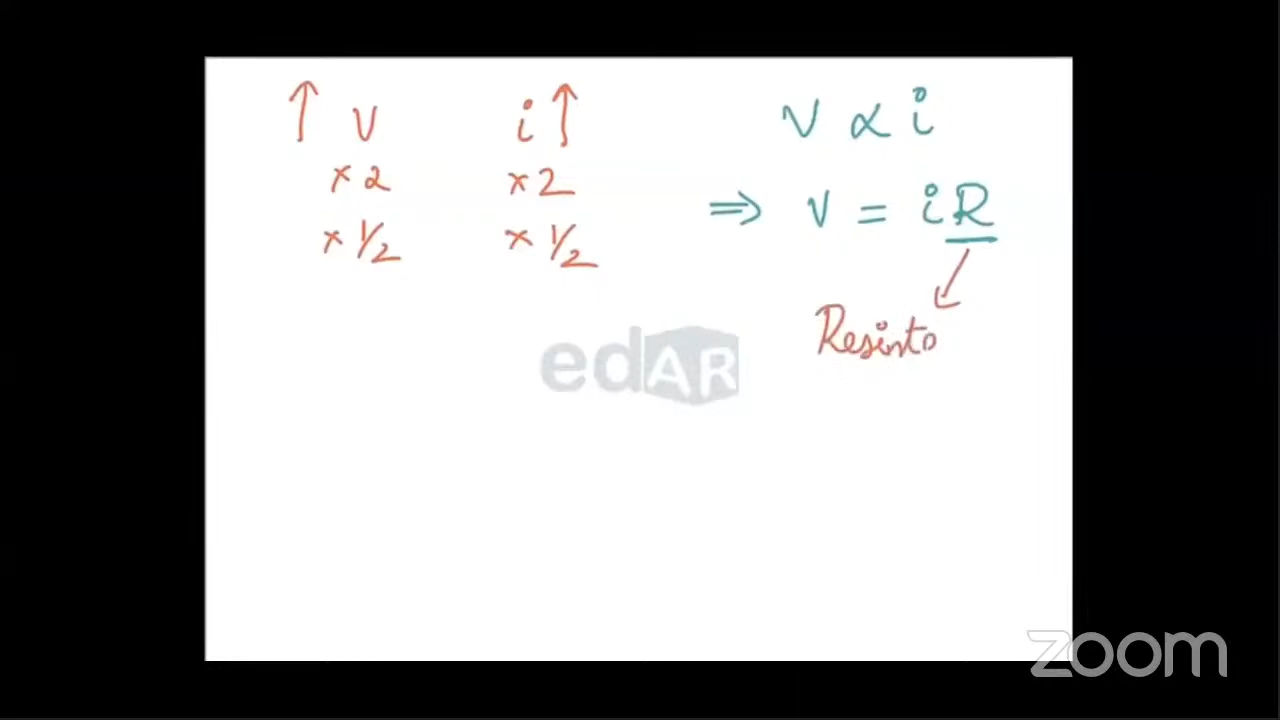 ↑ V i ↑
× 2 × 2
× 1/2 × 1/2
V ∝ i
⇒ V = iR
Resisto
edAR
zoom